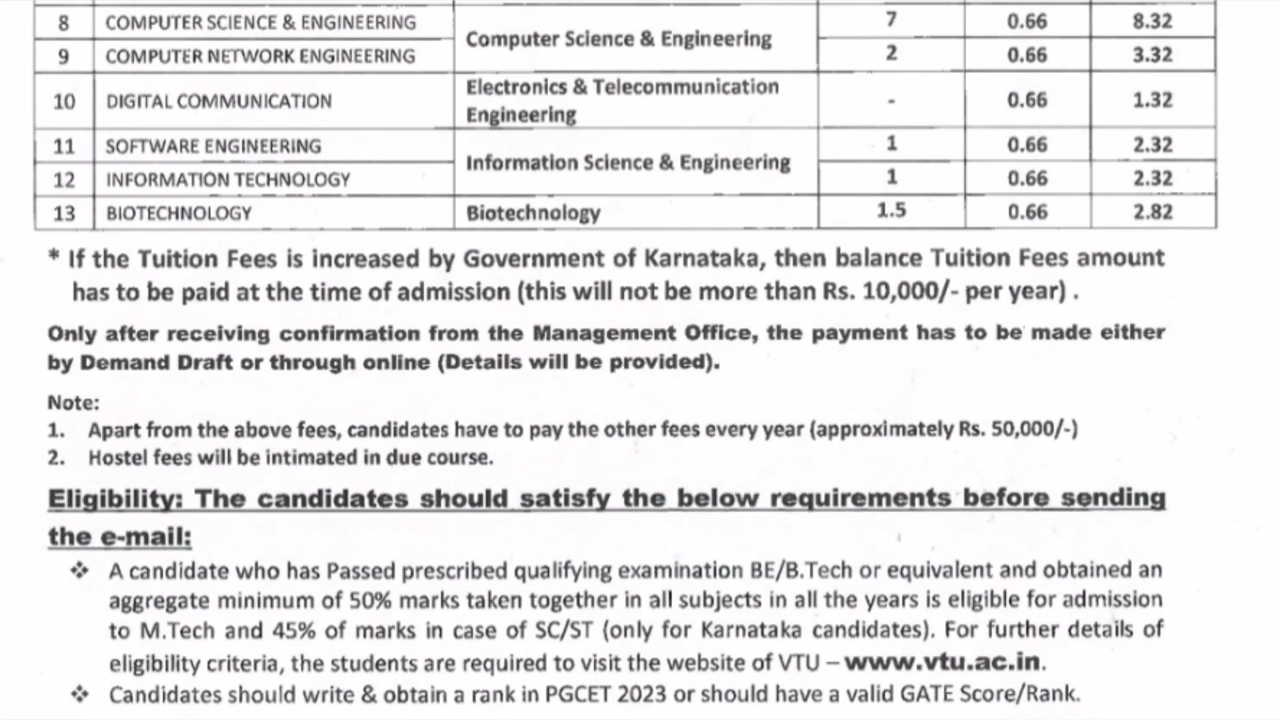 8 COMPUTER SCIENCE & ENGINEERING Computer Science & Engineering 7 0.66 8.32
9 COMPUTER NETWORK ENGINEERING 2 0.66 3.32
10 DIGITAL COMMUNICATION Electronics & Telecommunication Engineering - 0.66 1.32
11 SOFTWARE ENGINEERING Information Science & Engineering 1 0.66 2.32
12 INFORMATION TECHNOLOGY 1 0.66 2.32
13 BIOTECHNOLOGY Biotechnology 1.5 0.66 2.82
* If the Tuition Fees is increased by Government of Karnataka, then balance Tuition Fees amount
has to be paid at the time of admission (this will not be more than Rs. 10,000/- per year) .
Only after receiving confirmation from the Management Office, the payment has to be made either
by Demand Draft or through online (Details will be provided).
Note:
1. Apart from the above fees, candidates have to pay the other fees every year (approximately Rs. 50,000/-)
2. Hostel fees will be intimated in due course.
Eligibility: The candidates should satisfy the below requirements before sending
the e-mail:
❖ A candidate who has Passed prescribed qualifying examination BE/B.Tech or equivalent and obtained an
aggregate minimum of 50% marks taken together in all subjects in all the years is eligible for admission
to M.Tech and 45% of marks in case of SC/ST (only for Karnataka candidates). For further details of
eligibility criteria, the students are required to visit the website of VTU – www.vtu.ac.in.
❖ Candidates should write & obtain a rank in PGCET 2023 or should have a valid GATE Score/Rank.